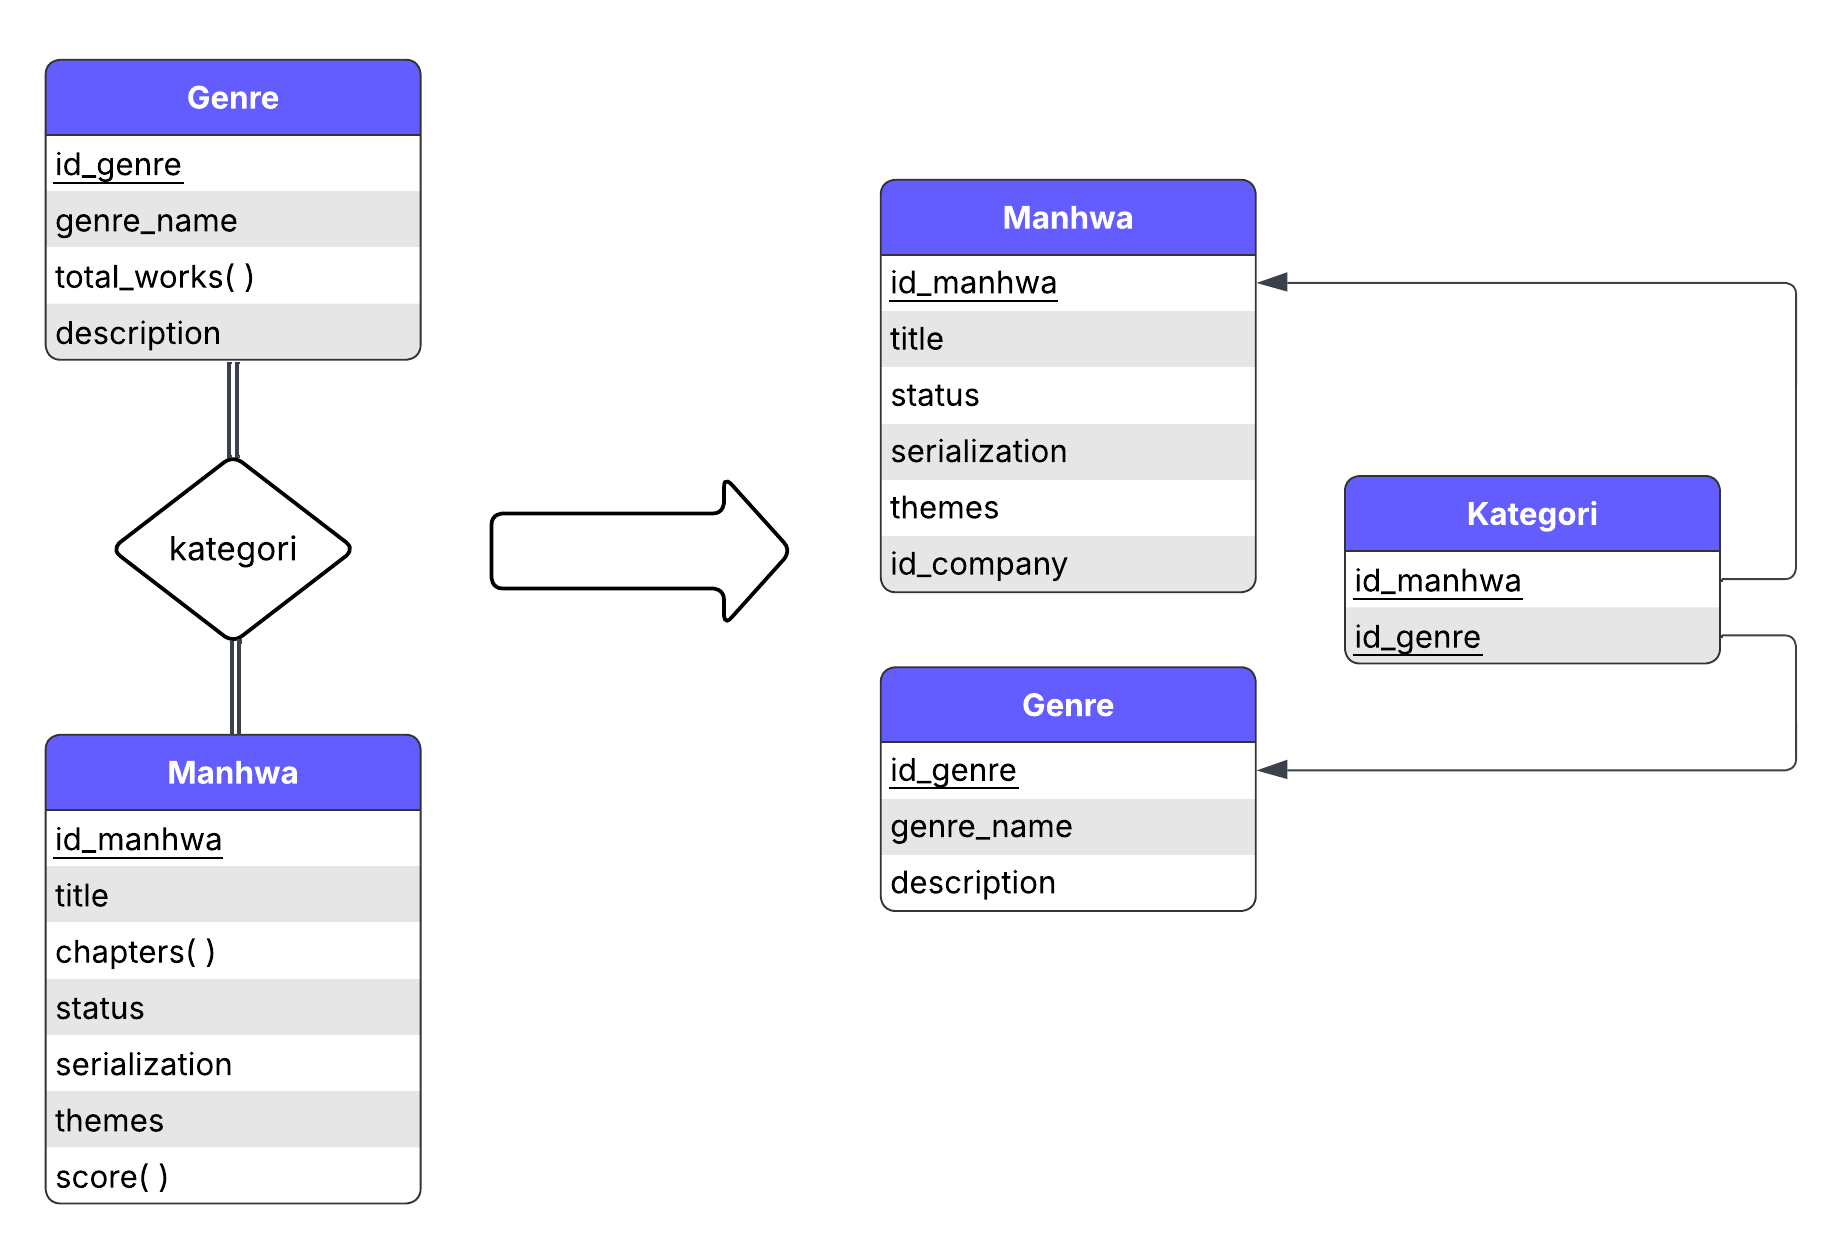 Genre
id_genre
genre_name
total_works( )
description
kategori
Manhwa
id_manhwa
title
chapters( )
status
serialization
themes
score( )
Manhwa
id_manhwa
title
status
serialization
themes
id_company
Genre
id_genre
genre_name
description
Kategori
id_manhwa
id_genre